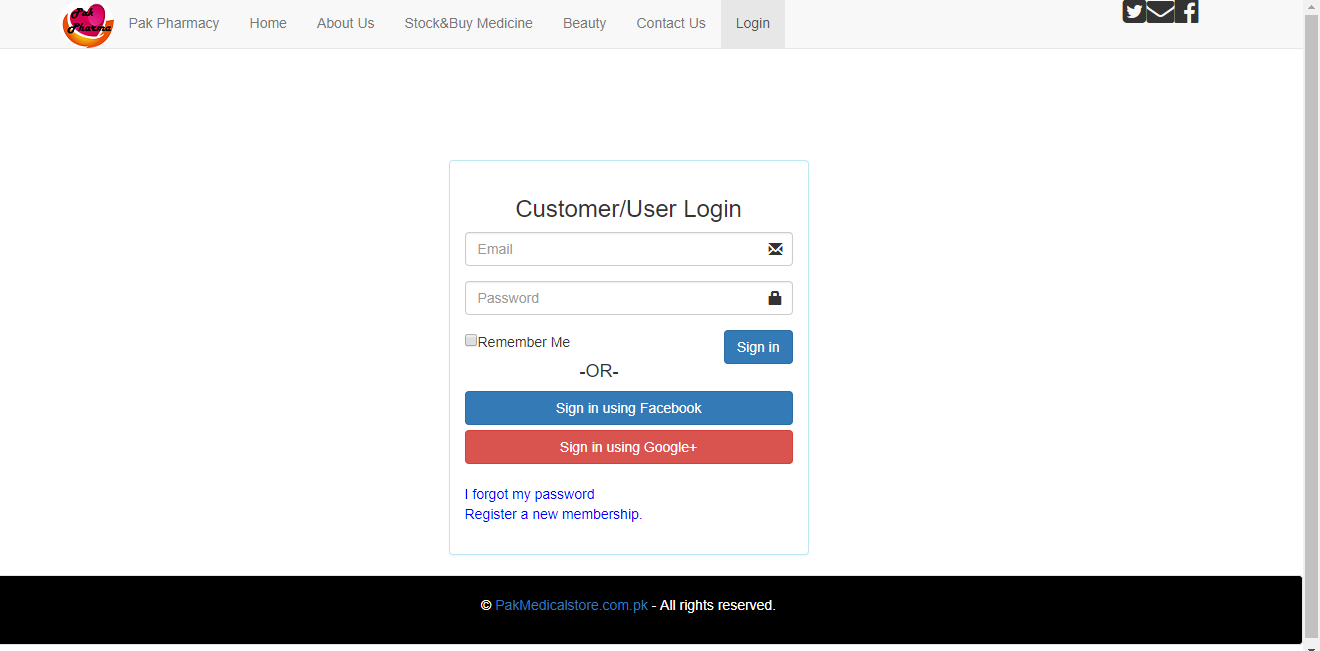 Pak
Pharma
Pak Pharmacy Home About Us Stock&Buy Medicine Beauty Contact Us Login
Customer/User Login
Email
Password
Remember Me Sign in
-OR-
Sign in using Facebook
Sign in using Google+
I forgot my password
Register a new membership.
© PakMedicalstore.com.pk - All rights reserved.